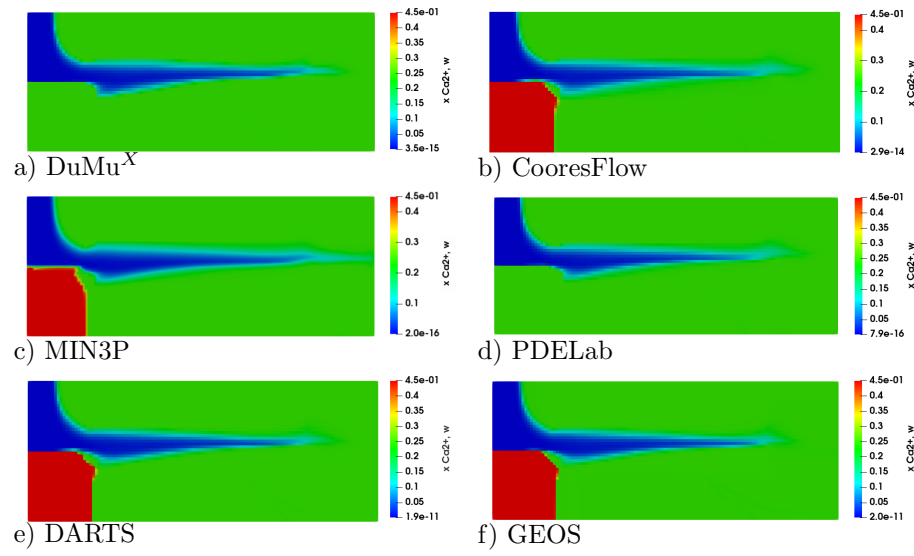 4.5e-01
0.4
0.35
0.3
0.25
0.2
0.15
0.1
0.05
3.5e-15
x Ca2+, w
a) DuMuX
4.5e-01
0.4
0.3
0.2
0.1
2.9e-14
x Ca2+, w
b) CooresFlow
4.5e-01
0.4
0.3
0.2
0.1
2.0e-16
x Ca2+, w
c) MIN3P
4.5e-01
0.4
0.35
0.3
0.25
0.2
0.15
0.1
0.05
7.9e-16
x Ca2+, w
d) PDELab
4.5e-01
0.4
0.35
0.3
0.25
0.2
0.15
0.1
1.9e-11
x Ca2+, w
e) DARTS
4.5e-01
0.4
0.35
0.3
0.25
0.2
0.15
0.1
2.0e-11
x Ca2+, w
f) GEOS